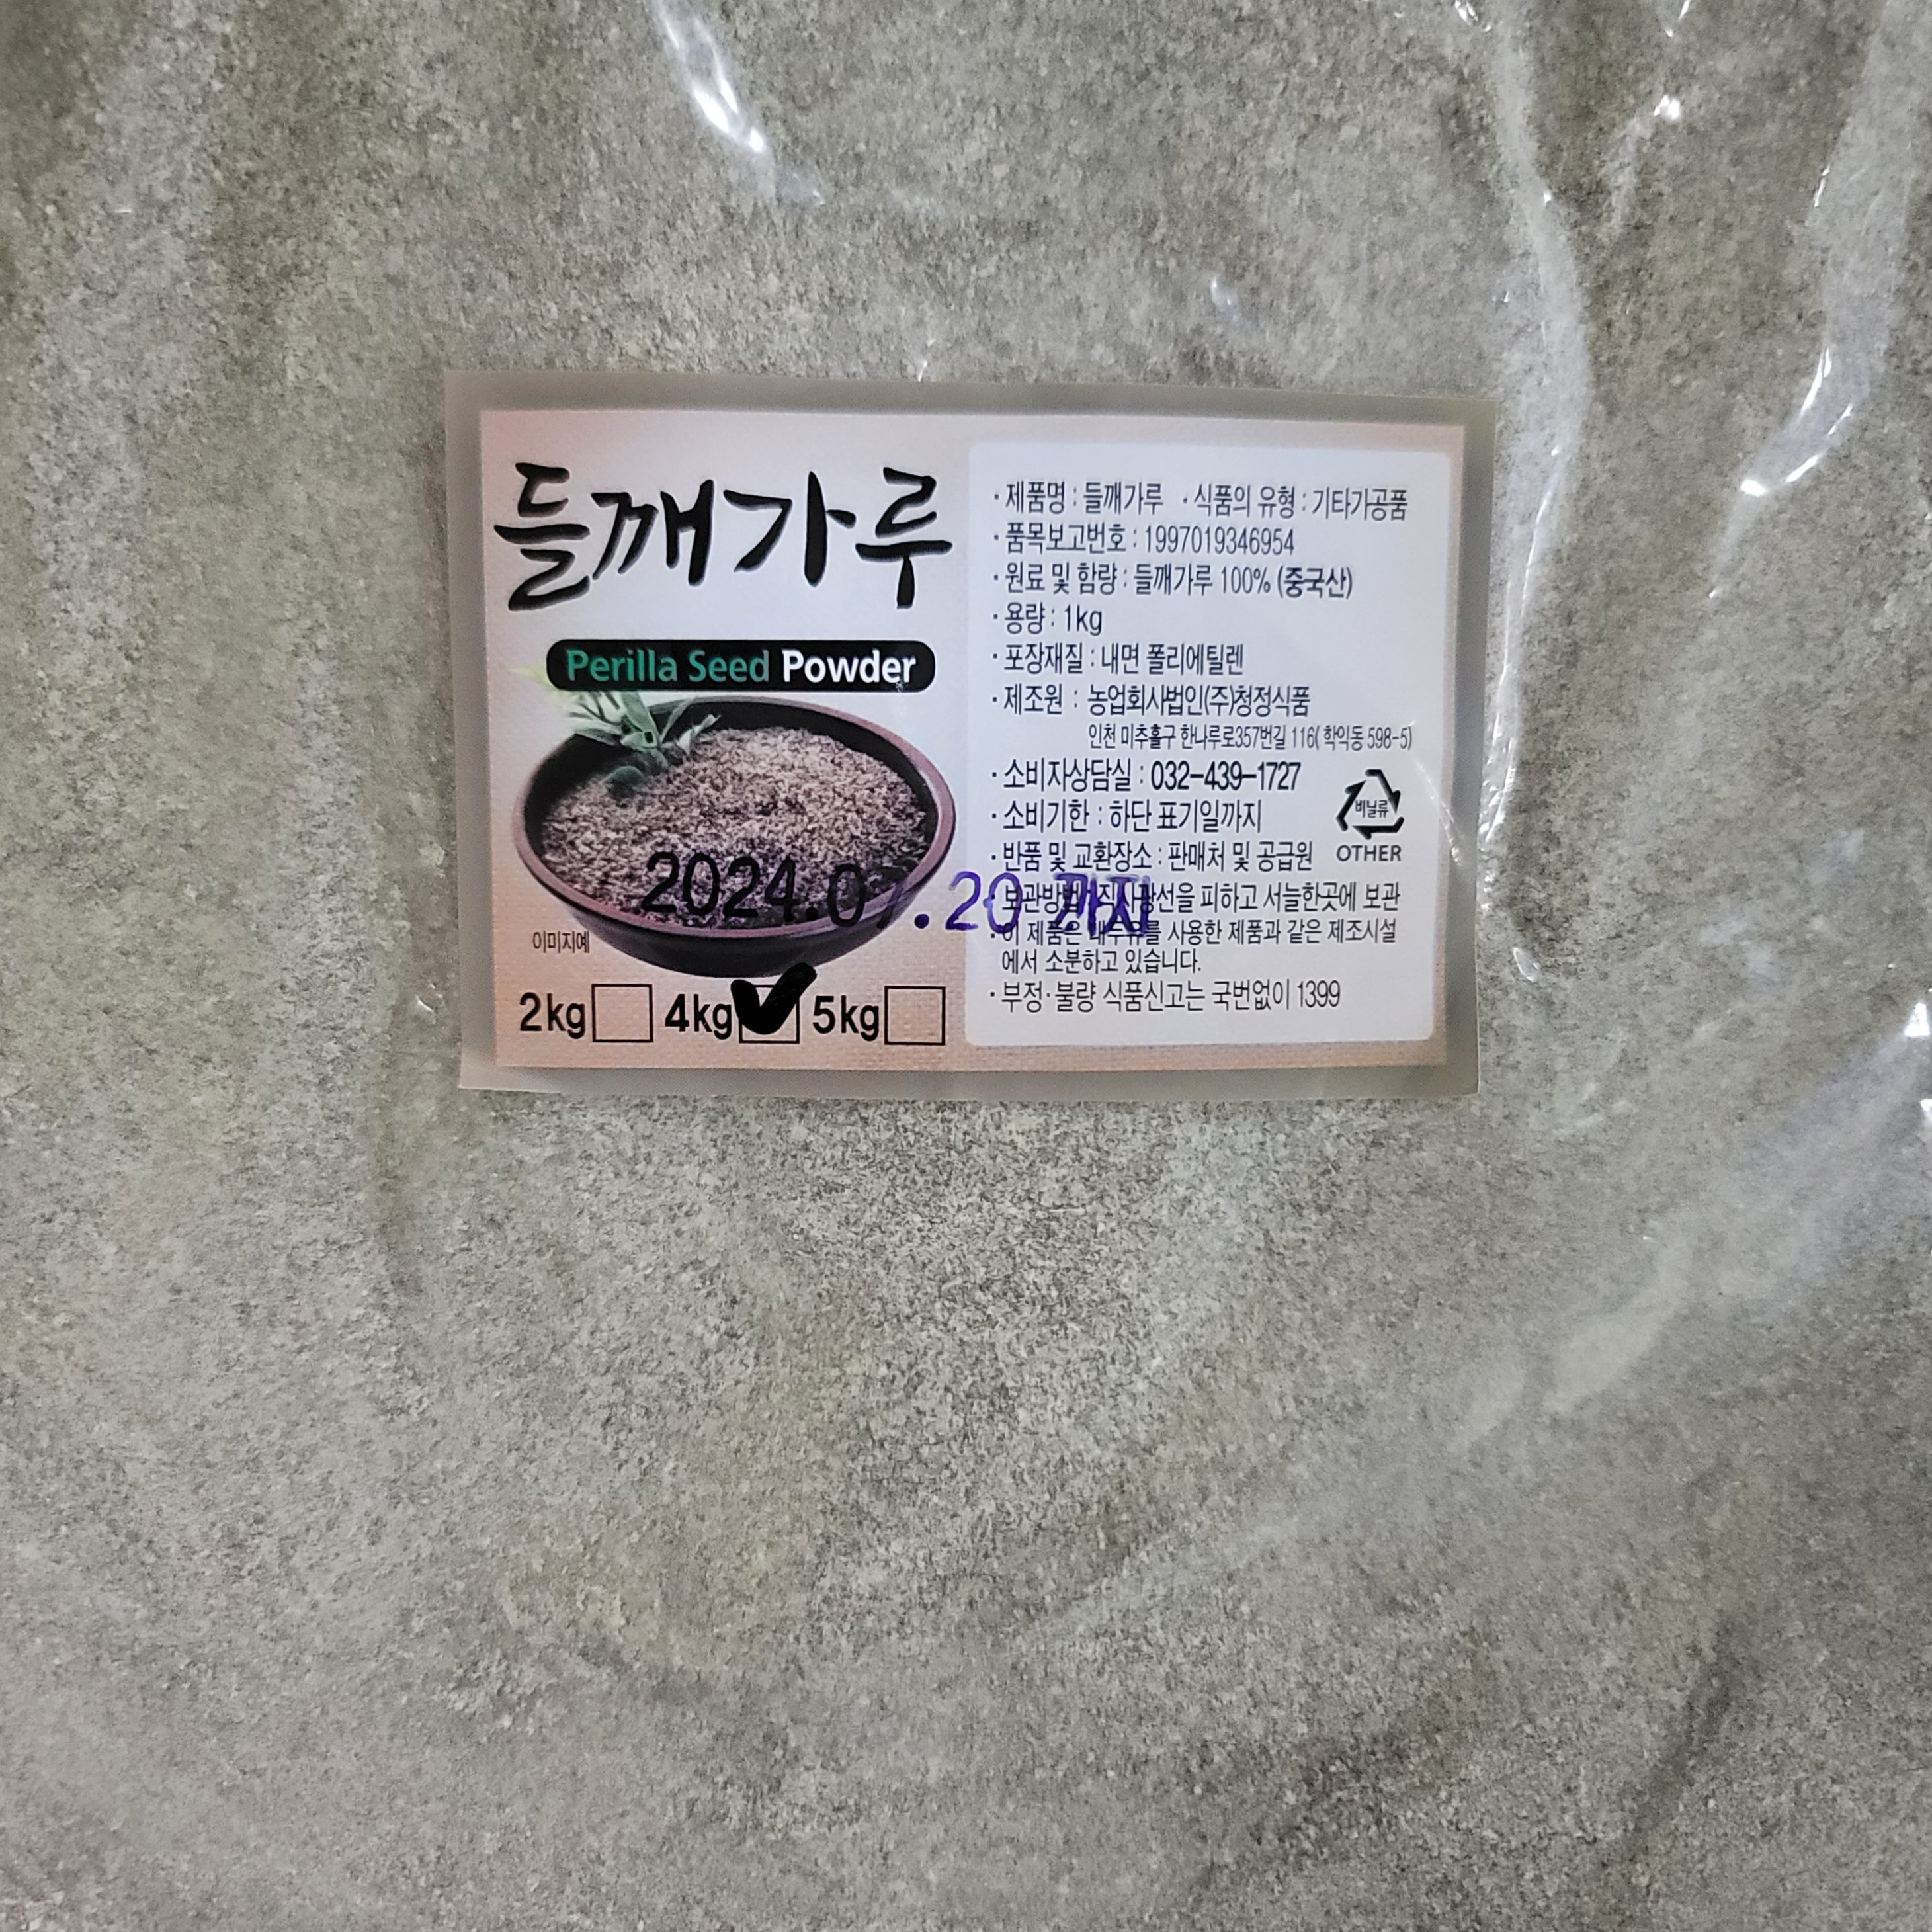 들깨가루
Perilla Seed Powder
이미지예
2024.07.20 까지
2kg 4kg 5kg
· 제품명 : 들깨가루 · 식품의 유형 : 기타가공품
· 품목보고번호 : 1997019346954
· 원료 및 함량 : 들깨가루 100% (중국산)
· 용량 : 1kg
· 포장재질 : 내면 폴리에틸렌
· 제조원 : 농업회사법인(주)청정식품
인천 미추홀구 한나루로357번길 116( 학익동 598-5)
· 소비자상담실 : 032-439-1727
· 소비기한 : 하단 표기일까지
· 반품 및 교환장소 : 판매처 및 공급원
비닐류
OTHER
· 보관방법 : 직사광선을 피하고 서늘한곳에 보관
· 이 제품은 대두유를 사용한 제품과 같은 제조시설
에서 소분하고 있습니다.
· 부정·불량 식품신고는 국번없이 1399